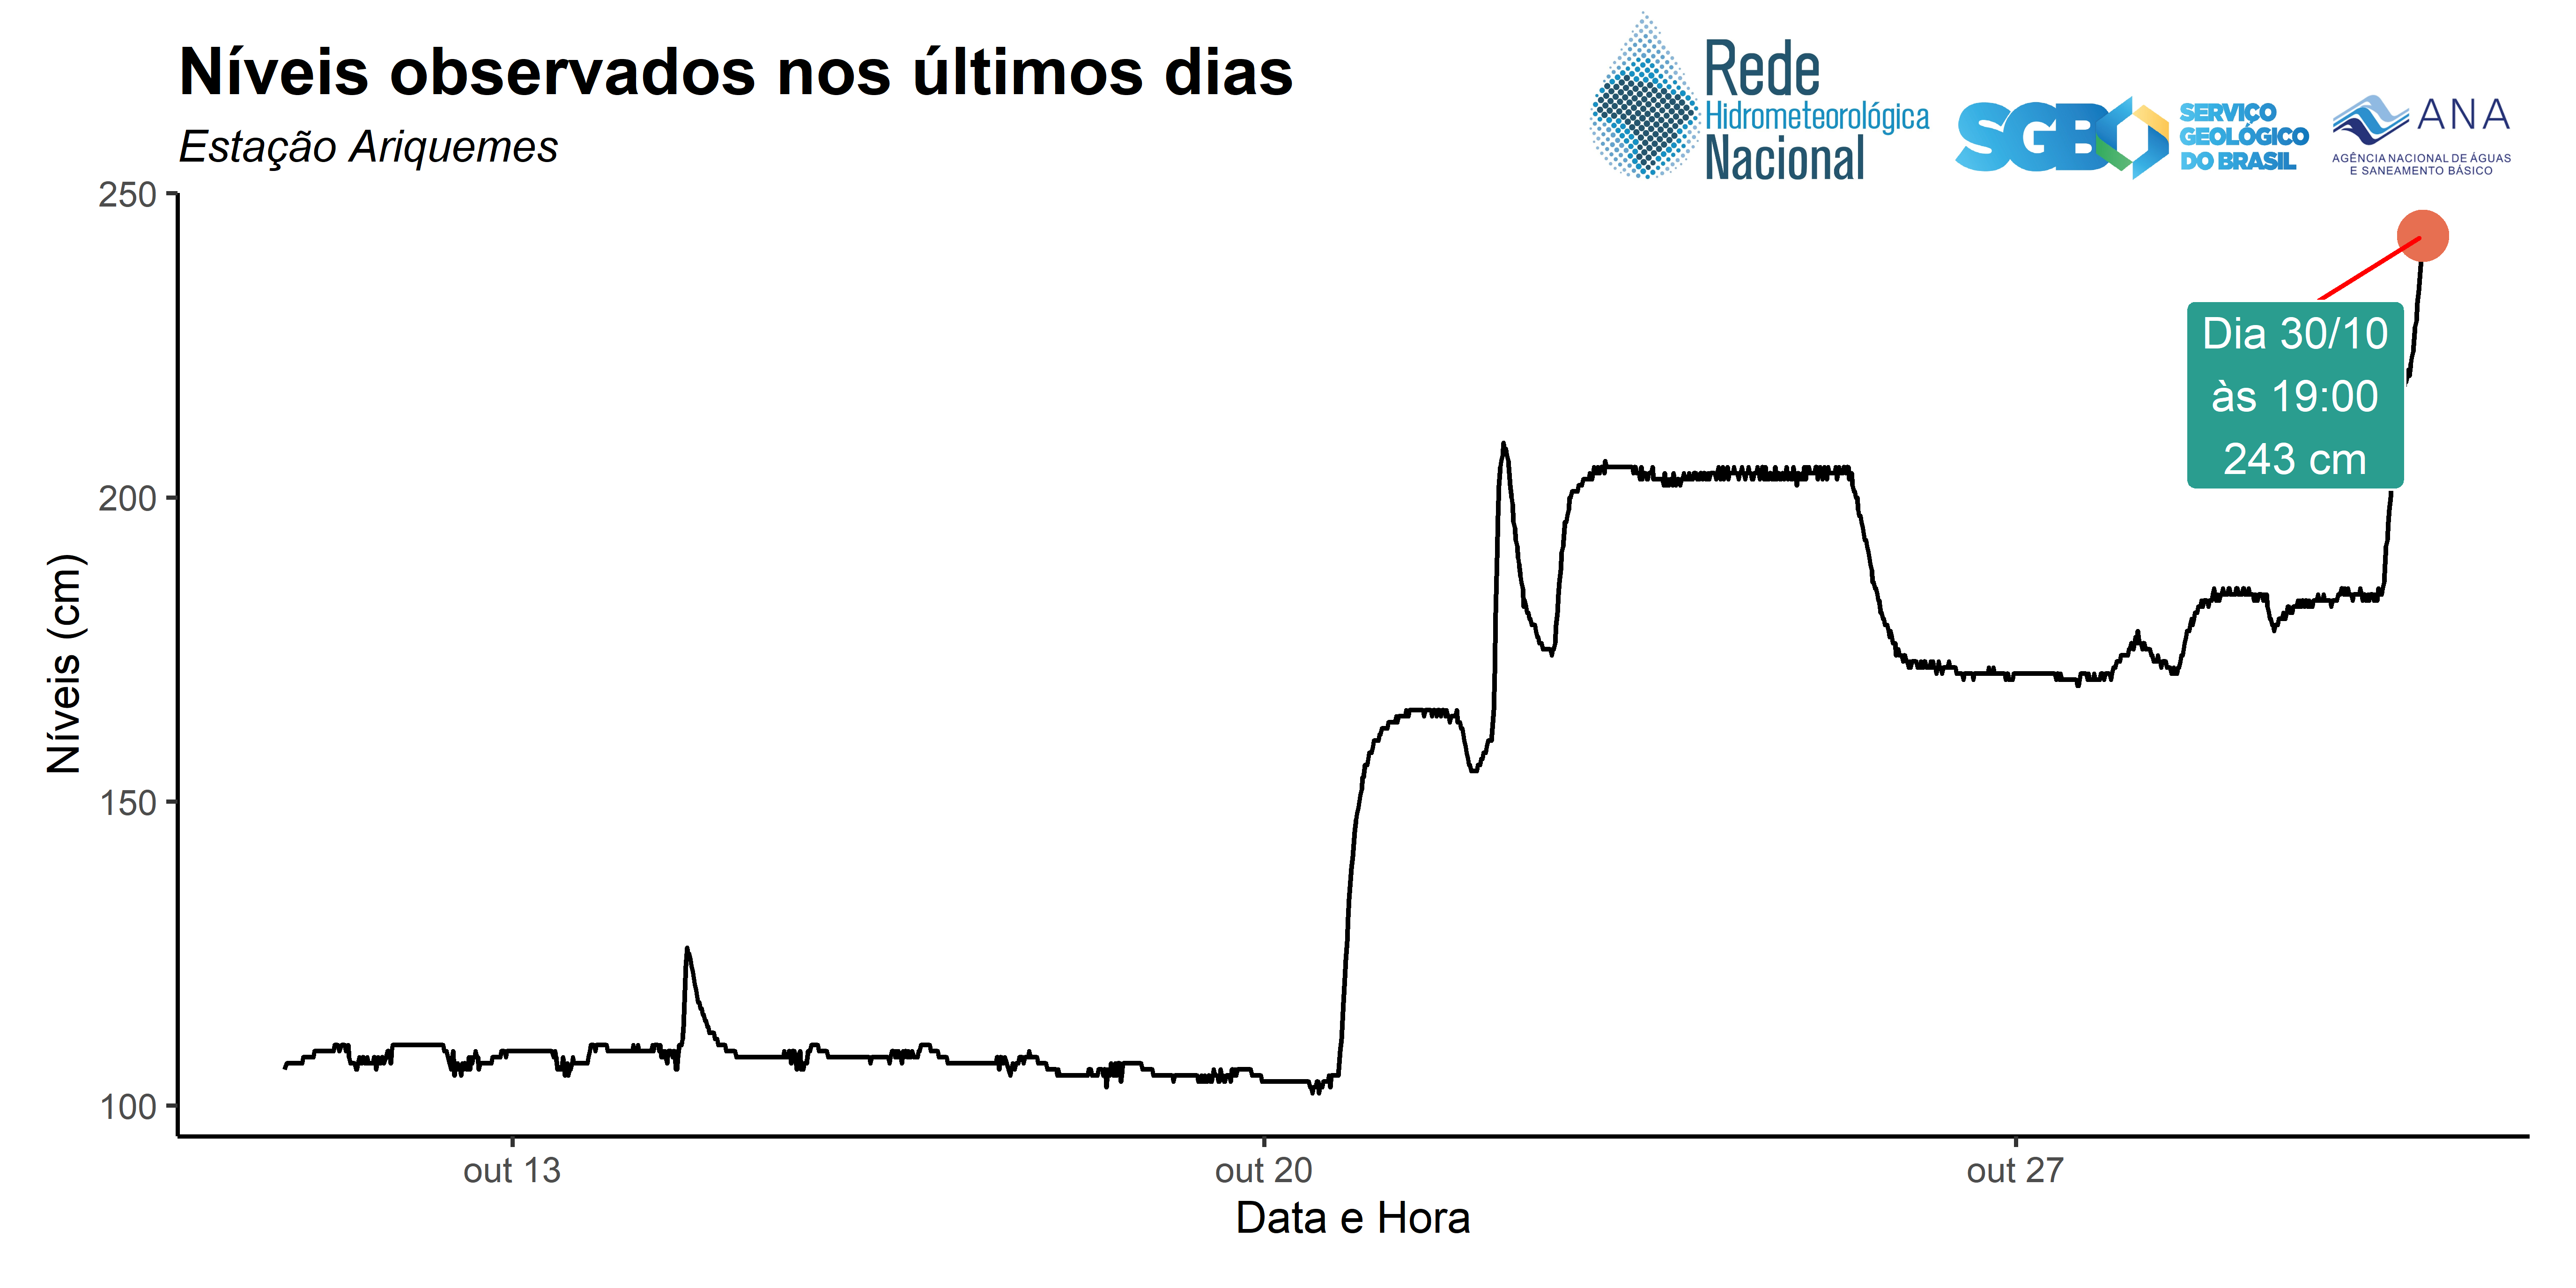 Níveis observados nos últimos dias
Estação Ariquemes
Rede
Hidrometeorológica
Nacional
SGB
SERVIÇO
GEOLÓGICO
DO BRASIL
ANA
AGÊNCIA NACIONAL DE ÁGUAS
E SANEAMENTO BÁSICO
250
200
150
100
Níveis (cm)
Dia 30/10
às 19:00
243 cm
out 13
out 20
out 27
Data e Hora